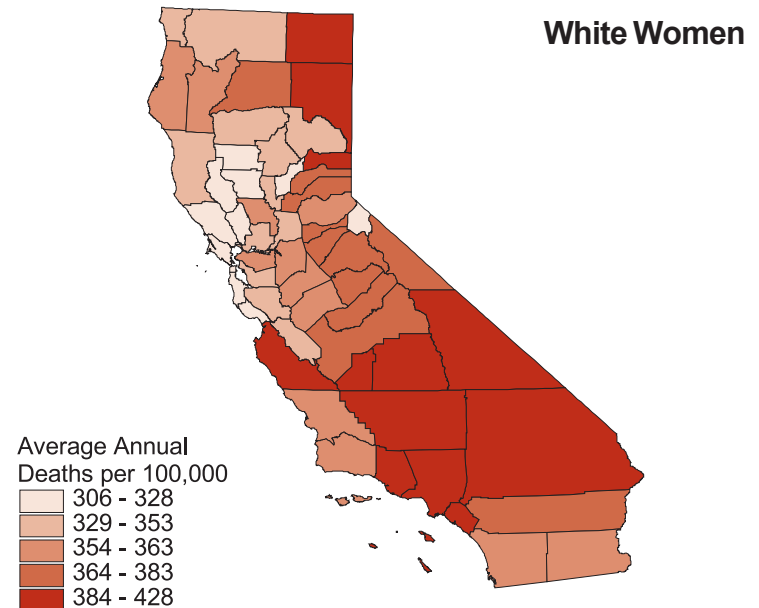 White Women
Average Annual
Deaths per 100,000
306 - 328
329 - 353
354 - 363
364 - 383
384 - 428